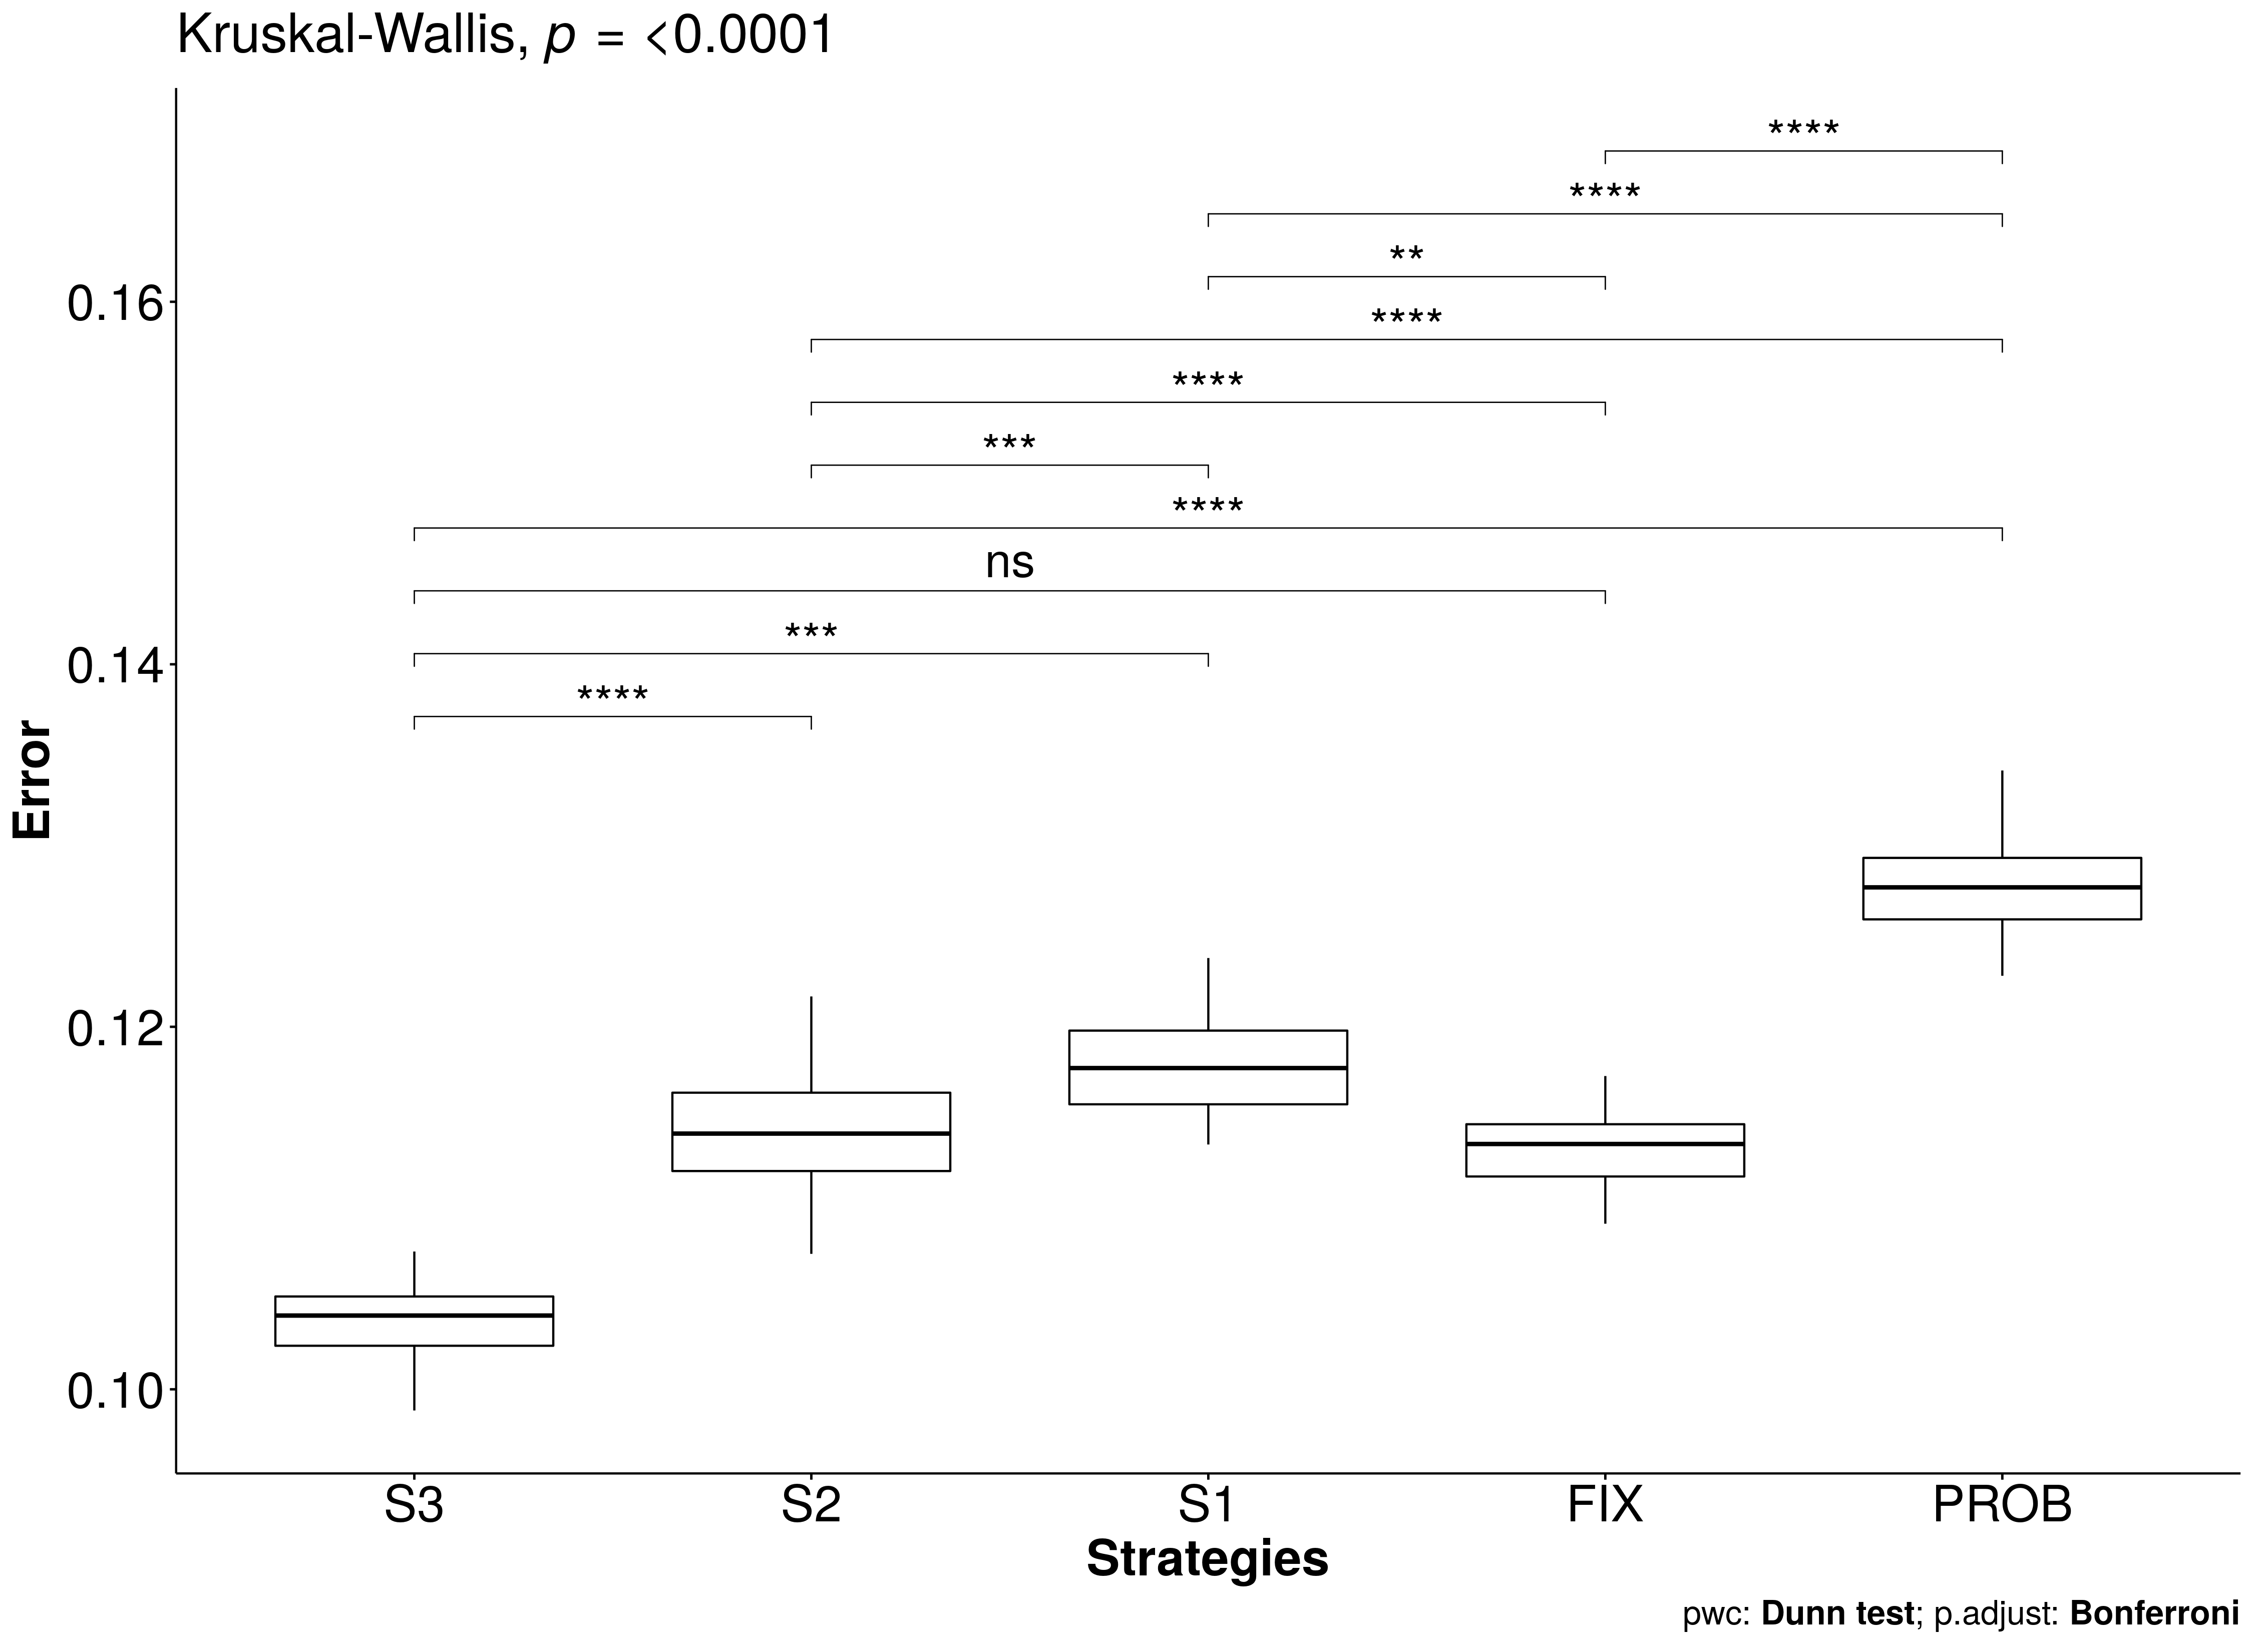 Kruskal-Wallis, p = <0.0001
****
****
**
0.16
****
****
***
****
ns
***
0.14
****
Error
0.12
0.10
S3 S2 S1 FIX PROB
Strategies
pwc: Dunn test; p.adjust: Bonferroni